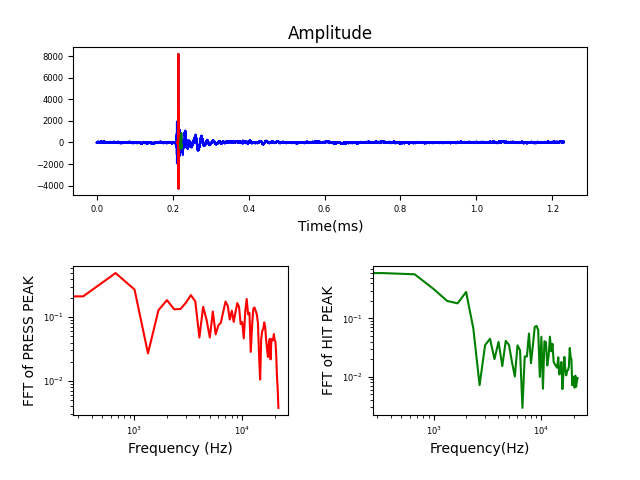 Amplitude
8000
6000
4000
2000
0
−2000
−4000
0.0 0.2 0.4 0.6 0.8 1.0 1.2
Time(ms)
FFT of PRESS PEAK
10⁻¹
10⁻²
10³ 10⁴
Frequency (Hz)
FFT of HIT PEAK
10⁻¹
10⁻²
10³ 10⁴
Frequency(Hz)